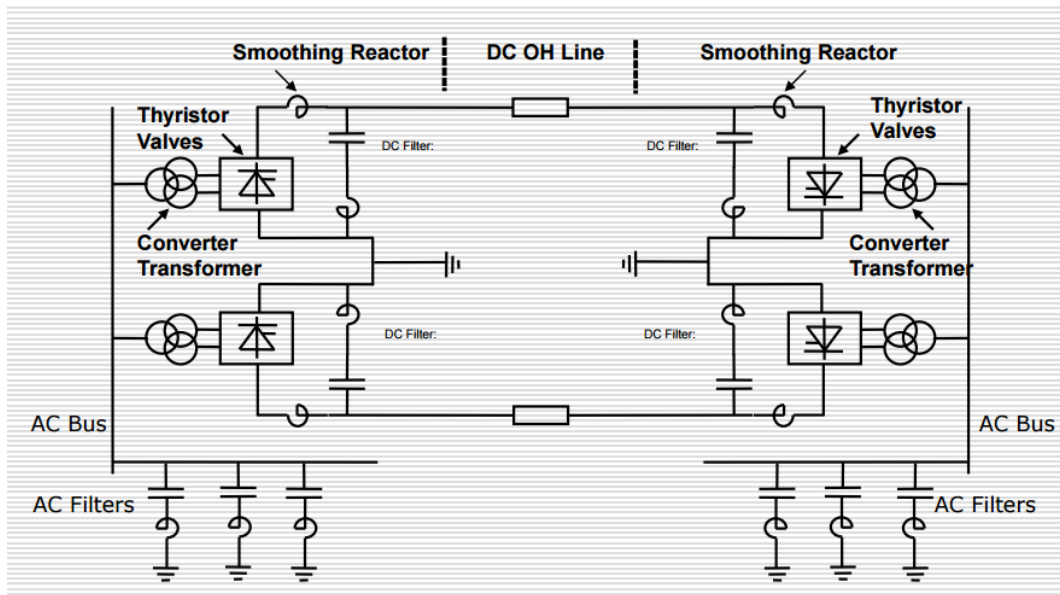 Smoothing Reactor
DC OH Line
Smoothing Reactor
Thyristor
Valves
Thyristor
Valves
DC Filter:
DC Filter:
Converter
Transformer
Converter
Transformer
DC Filter:
DC Filter:
AC Bus
AC Bus
AC Filters
AC Filters